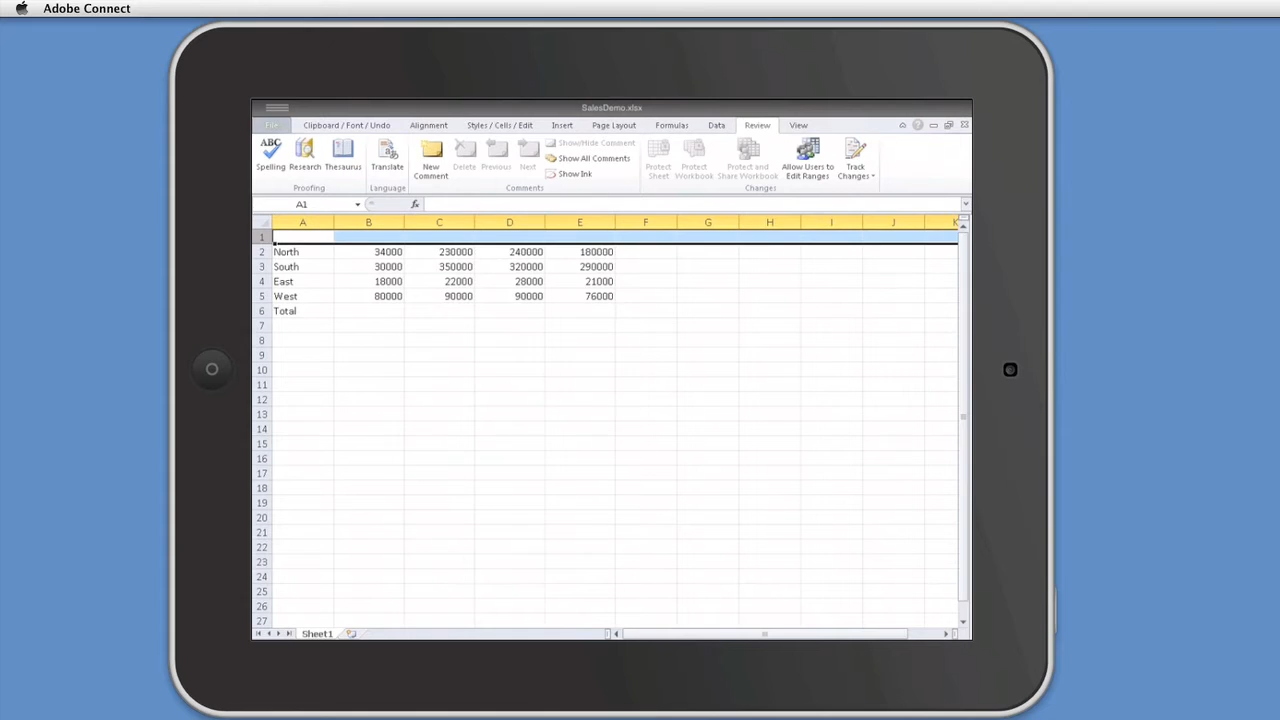 Adobe Connect
SalesDemo.xlsx
File Clipboard / Font / Undo Alignment Styles / Cells / Edit Insert Page Layout Formulas Data Review View
ABC
Spelling Research Thesaurus
Proofing
Translate
Language
New Comment Delete Previous Next
Show/Hide Comment
Show All Comments
Show Ink
Comments
Protect Sheet Protect Workbook Protect and Share Workbook Allow Users to Edit Ranges Track Changes
Changes
A1 fx
A B C D E F G H I J K
1
2 North 34000 230000 240000 180000
3 South 30000 350000 320000 290000
4 East 18000 22000 28000 21000
5 West 80000 90000 90000 76000
6 Total
7
8
9
10
11
12
13
14
15
16
17
18
19
20
21
22
23
24
25
26
27
Sheet1